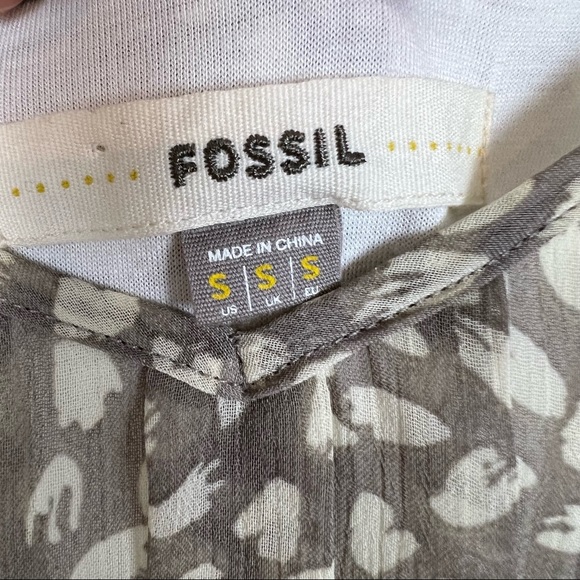 FOSSIL
MADE IN CHINA
S S S
US UK EU